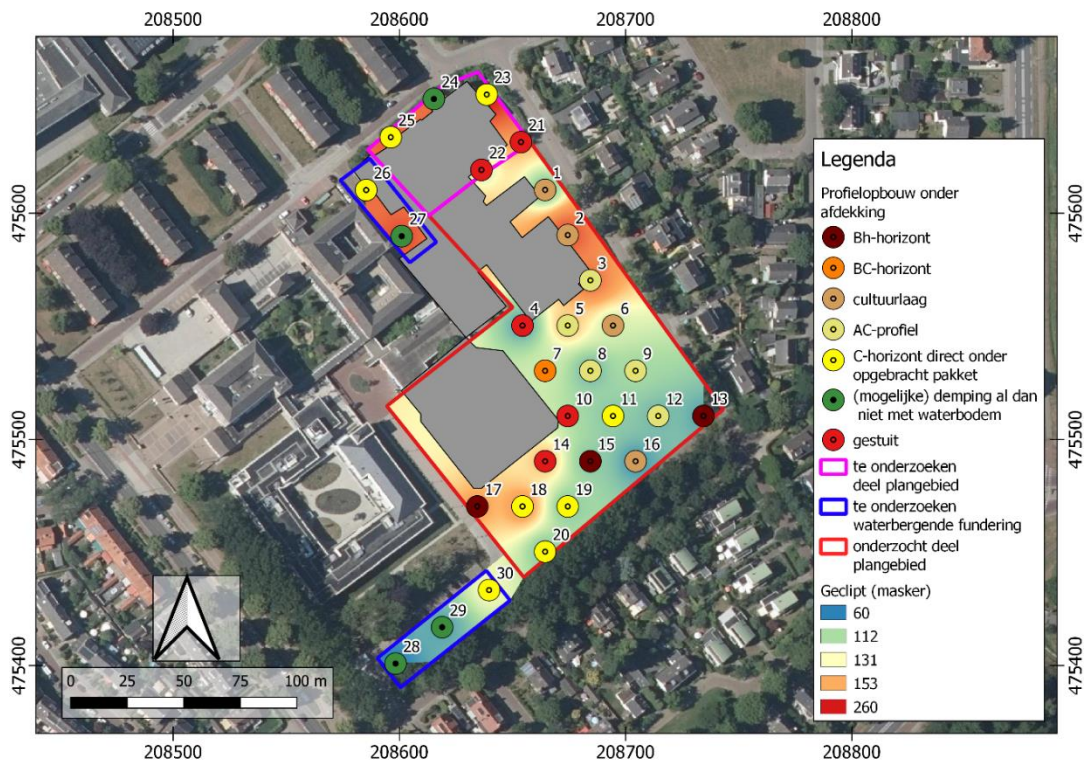 208500 208600 208700 208800
475600
475500
475400
475600
475500
475400
24
23
25
21
22
26
1
27
2
3
4
5
6
7
8
9
10
11
12
13
14
15
16
17
18
19
20
30
29
28
0 25 50 75 100 m
Legenda
Profielopbouw onder
afdekking
Bh-horizont
BC-horizont
cultuurlaag
AC-profiel
C-horizont direct onder
opgebracht pakket
(mogelijke) demping al dan
niet met waterbodem
gestuit
te onderzoeken
deel plangebied
te onderzoeken
waterbergende fundering
onderzocht deel
plangebied
Geclipt (masker)
60
112
131
153
260
208500 208600 208700 208800